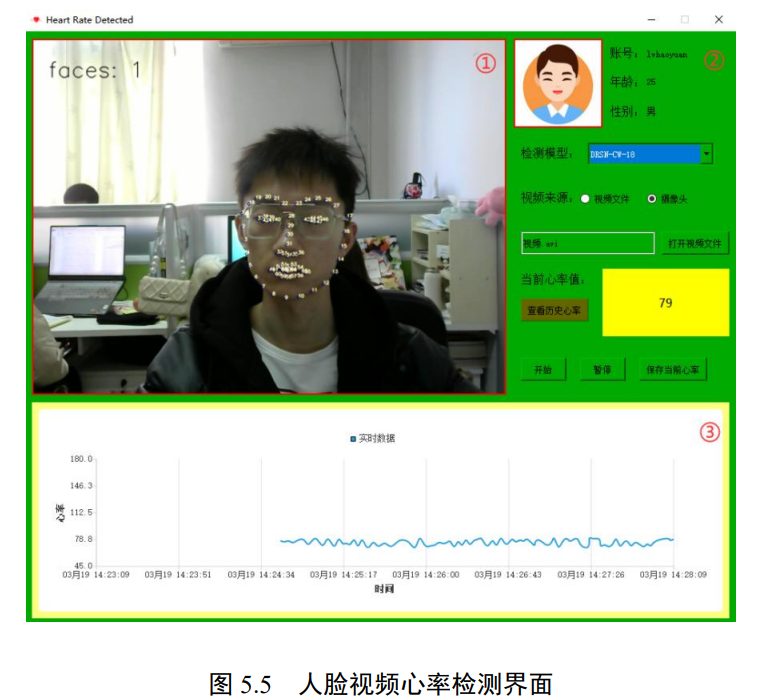 Heart Rate Detected
faces: 1
①
②
账号: lvhaoyuan
年龄: 25
性别: 男
检测模型: DRSN-CW-18
视频来源: 视频文件 摄像头
视频 uri 打开视频文件
当前心率值:
查看历史心率
79
开始 暂停 保存当前心率
③
实时数据
180.0
146.3
112.5
78.8
45.0
心率
03月19 14:23:09 03月19 14:23:51 03月19 14:24:34 03月19 14:25:17 03月19 14:26:00 03月19 14:26:43 03月19 14:27:26 03月19 14:28:09
时间
图 5.5 人脸视频心率检测界面